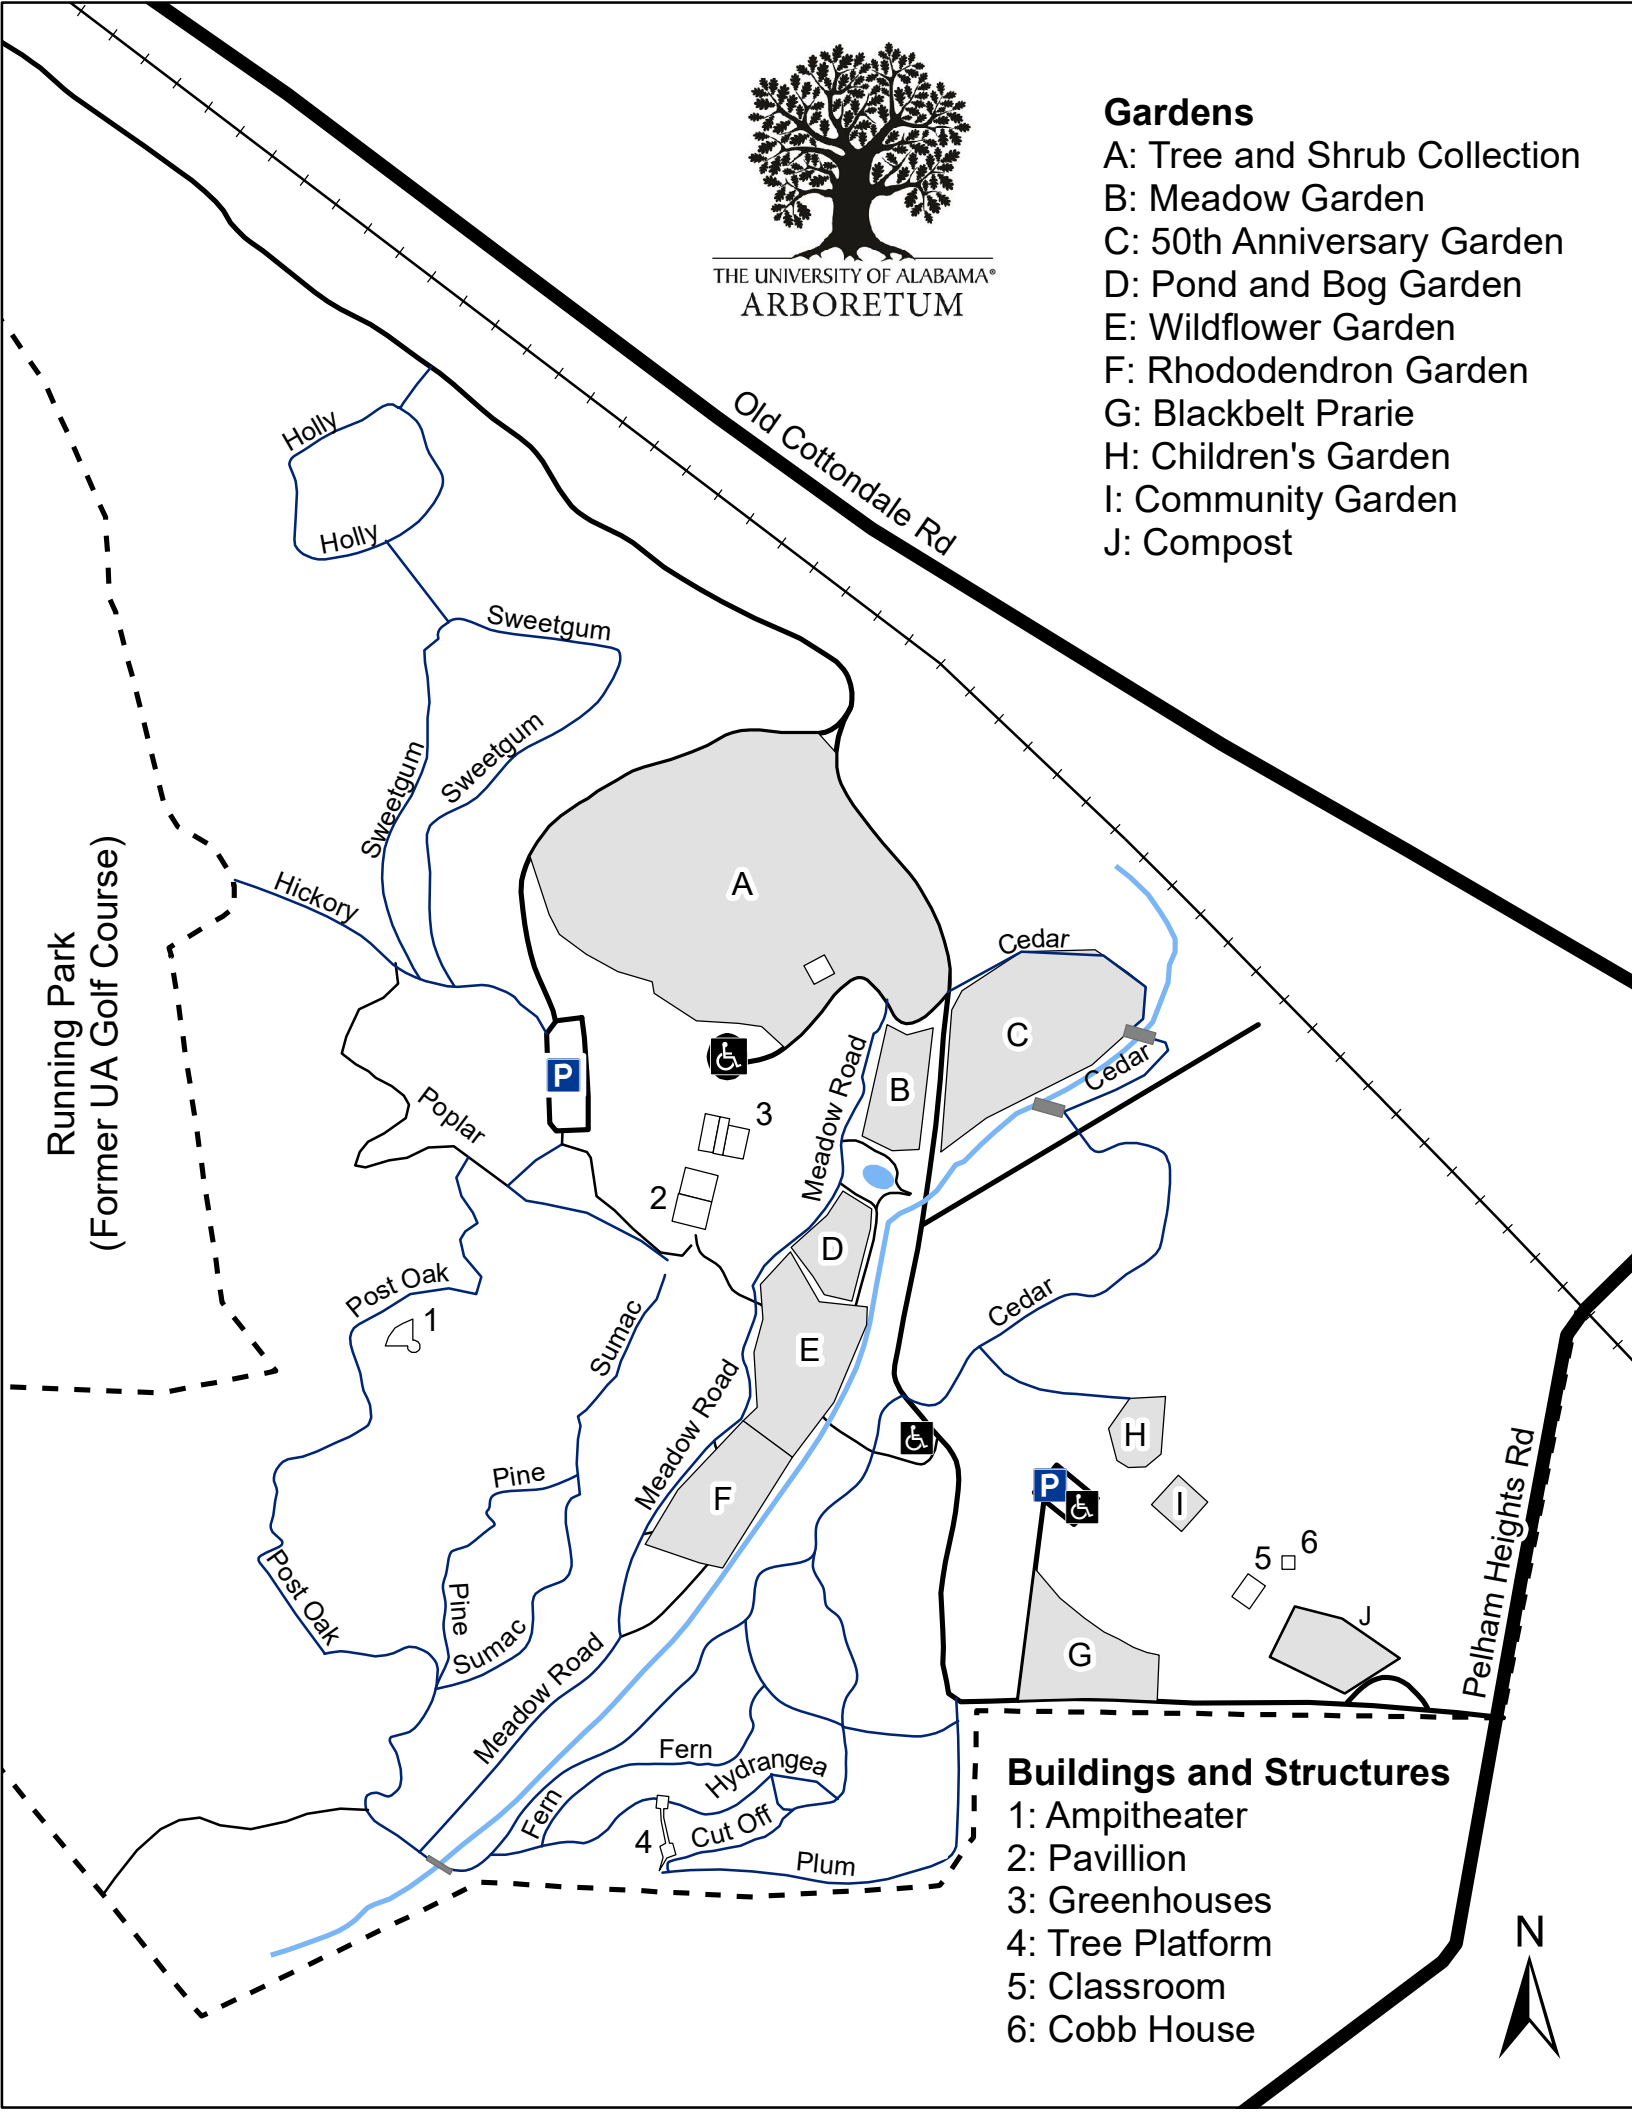 THE UNIVERSITY OF ALABAMA®
ARBORETUM
Gardens
A: Tree and Shrub Collection
B: Meadow Garden
C: 50th Anniversary Garden
D: Pond and Bog Garden
E: Wildflower Garden
F: Rhododendron Garden
G: Blackbelt Prarie
H: Children's Garden
I: Community Garden
J: Compost
Old Cottondale Rd
Holly
Holly
Sweetgum
Sweetgum
Sweetgum
Hickory
Running Park
(Former UA Golf Course)
A
Cedar
C
Cedar
P
B
Meadow Road
Poplar
3
2
D
Post Oak
1
Cedar
Sumac
E
Meadow Road
H
P
I
Pine
F
Pelham Heights Rd
Post Oak
Pine
Sumac
5
6
J
G
Meadow Road
Fern
Fern
Hydrangea
Cut Off
4
Plum
Buildings and Structures
1: Ampitheater
2: Pavillion
3: Greenhouses
4: Tree Platform
5: Classroom
6: Cobb House
N